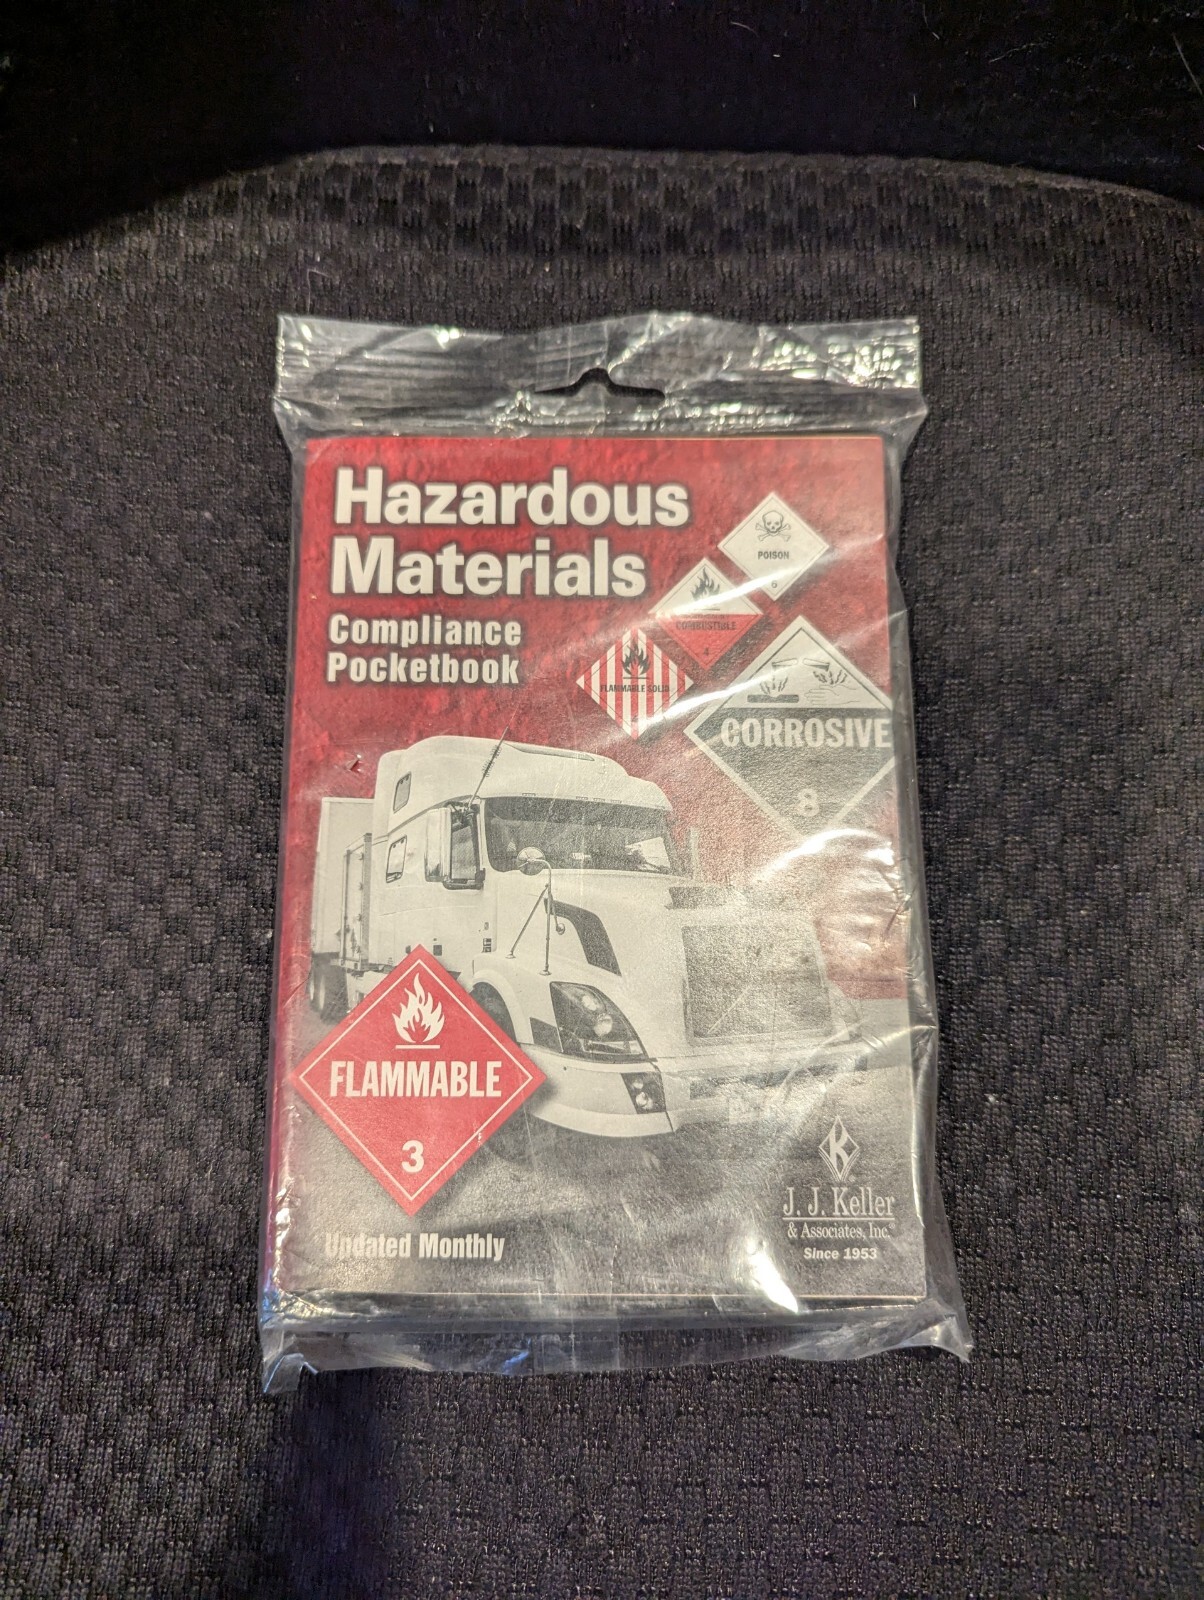 Hazardous
Materials
Compliance
Pocketbook
POISON
6
COMBUSTIBLE
4
FLAMMABLE SOLID
CORROSIVE
8
FLAMMABLE
3
Updated Monthly
K
J. J. Keller
& Associates, Inc.®
Since 1953